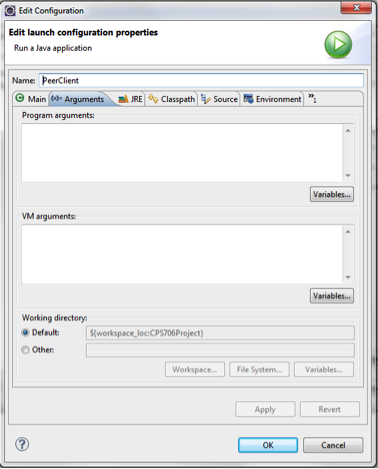 Edit Configuration
Edit launch configuration properties
Run a Java application
Name: PeerClient
Main Arguments JRE Classpath Source Environment »1
Program arguments:
Variables...
VM arguments:
Variables...
Working directory:
Default: ${workspace_loc:CPS706Project}
Other:
Workspace... File System... Variables...
Apply Revert
OK Cancel